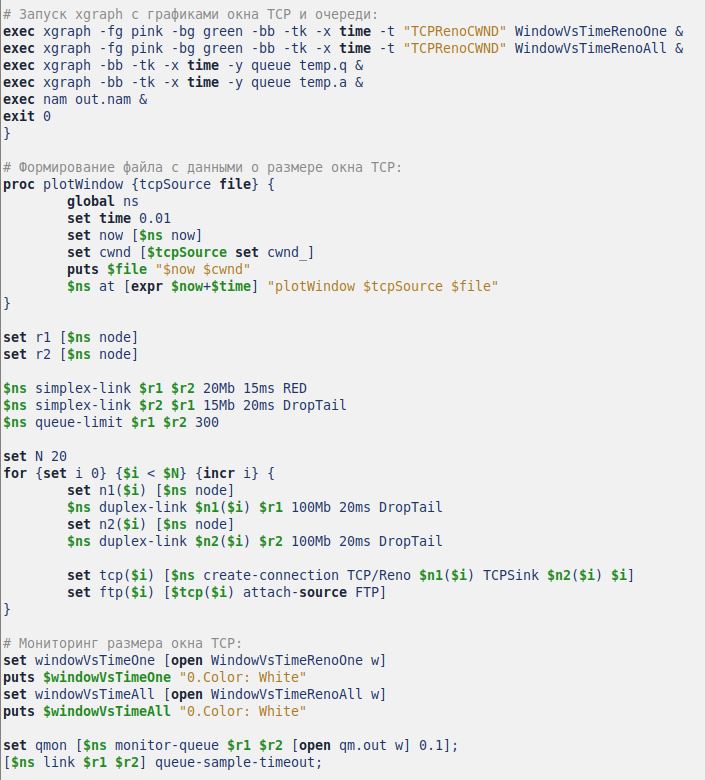 # Запуск xgraph с графиками окна TCP и очереди:
exec xgraph -fg pink -bg green -bb -tk -x time -t "TCPRenoCWND" WindowVsTimeRenoOne &
exec xgraph -fg pink -bg green -bb -tk -x time -t "TCPRenoCWND" WindowVsTimeRenoAll &
exec xgraph -bb -tk -x time -y queue temp.q &
exec xgraph -bb -tk -x time -y queue temp.a &
exec nam out.nam &
exit 0
}
# Формирование файла с данными о размере окна TCP:
proc plotWindow {tcpSource file} {
global ns
set time 0.01
set now [$ns now]
set cwnd [$tcpSource set cwnd_]
puts $file "$now $cwnd"
$ns at [expr $now+$time] "plotWindow $tcpSource $file"
}
set r1 [$ns node]
set r2 [$ns node]
$ns simplex-link $r1 $r2 20Mb 15ms RED
$ns simplex-link $r2 $r1 15Mb 20ms DropTail
$ns queue-limit $r1 $r2 300
set N 20
for {set i 0} {$i < $N} {incr i} {
set n1($i) [$ns node]
$ns duplex-link $n1($i) $r1 100Mb 20ms DropTail
set n2($i) [$ns node]
$ns duplex-link $n2($i) $r2 100Mb 20ms DropTail
set tcp($i) [$ns create-connection TCP/Reno $n1($i) TCPSink $n2($i) $i]
set ftp($i) [$tcp($i) attach-source FTP]
}
# Мониторинг размера окна TCP:
set windowVsTimeOne [open WindowVsTimeRenoOne w]
puts $windowVsTimeOne "0.Color: White"
set windowVsTimeAll [open WindowVsTimeRenoAll w]
puts $windowVsTimeAll "0.Color: White"
set qmon [$ns monitor-queue $r1 $r2 [open qm.out w] 0.1];
[$ns link $r1 $r2] queue-sample-timeout;